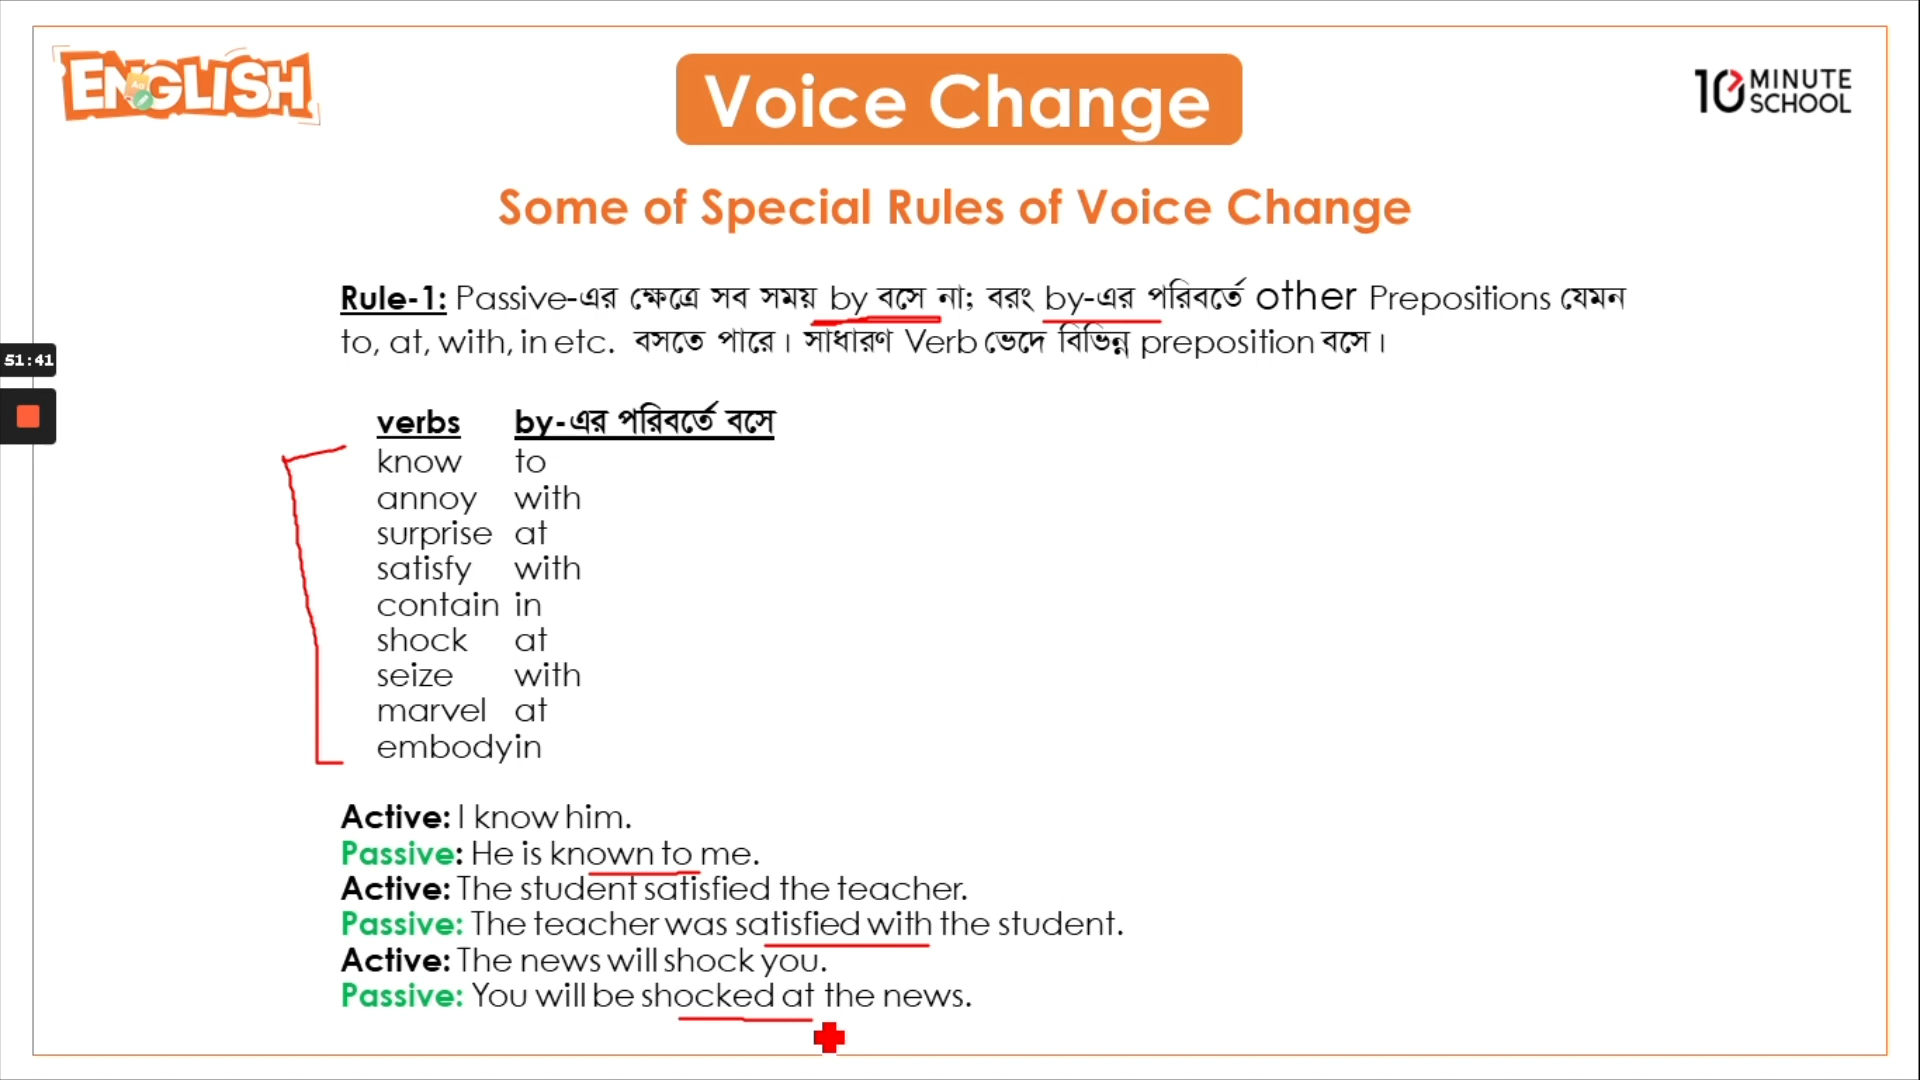 ENGLISH
Voice Change
10 MINUTE SCHOOL
Some of Special Rules of Voice Change
Rule-1: Passive-এর ক্ষেত্রে সব সময় by বসে না; বরং by-এর পরিবর্তে other Prepositions যেমন
to, at, with, in etc. বসতে পারে। সাধারণ Verb ভেদে বিভিন্ন preposition বসে।
51:41
verbs by-এর পরিবর্তে বসে
know to
annoy with
surprise at
satisfy with
contain in
shock at
seize with
marvel at
embody in
Active: I know him.
Passive: He is known to me.
Active: The student satisfied the teacher.
Passive: The teacher was satisfied with the student.
Active: The news will shock you.
Passive: You will be shocked at the news.